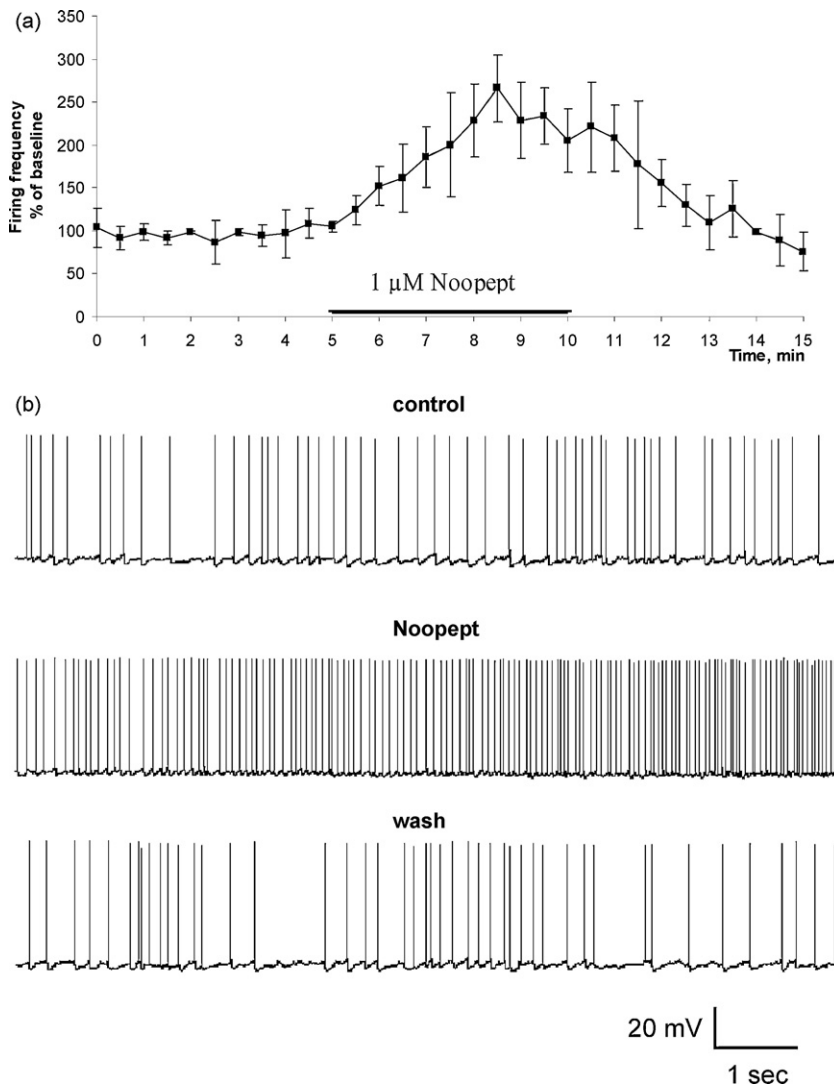 (a)
350
300
250
200
150
100
50
0
Firing frequency
% of baseline
1 µM Noopept
0 1 2 3 4 5 6 7 8 9 10 11 12 13 14 15
Time, min
(b)
control
Noopept
wash
20 mV
1 sec